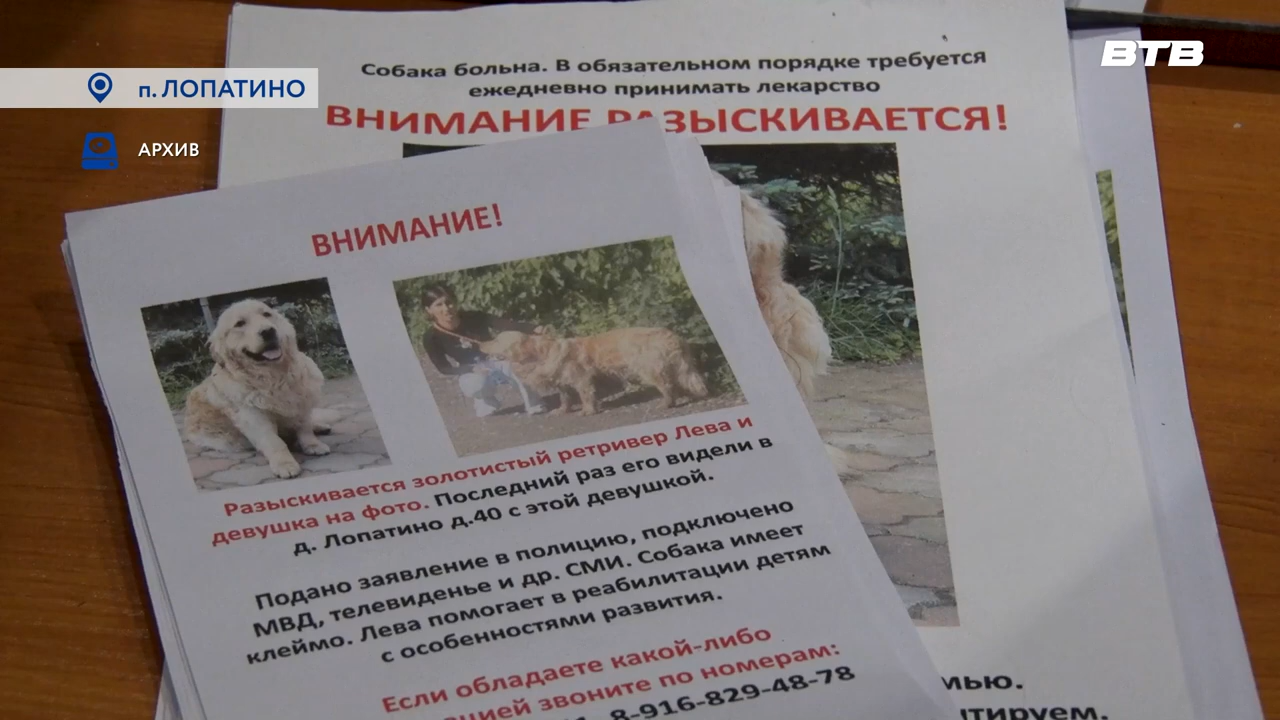 ВТВ
п. ЛОПАТИНО
АРХИВ
Собака больна. В обязательном порядке требуется
ежедневно принимать лекарство
ВНИМАНИЕ РАЗЫСКИВАЕТСЯ!
ВНИМАНИЕ!
Разыскивается золотистый ретривер Лева и
девушка на фото. Последний раз его видели в
д. Лопатино д.40 с этой девушкой.
Подано заявление в полицию, подключено
МВД, телевиденье и др. СМИ. Собака имеет
клеймо. Лева помогает в реабилитации детям
с особенностями развития.
Если обладаете какой-либо
ацией звоните по номерам:
8-916-829-48-78
мью.